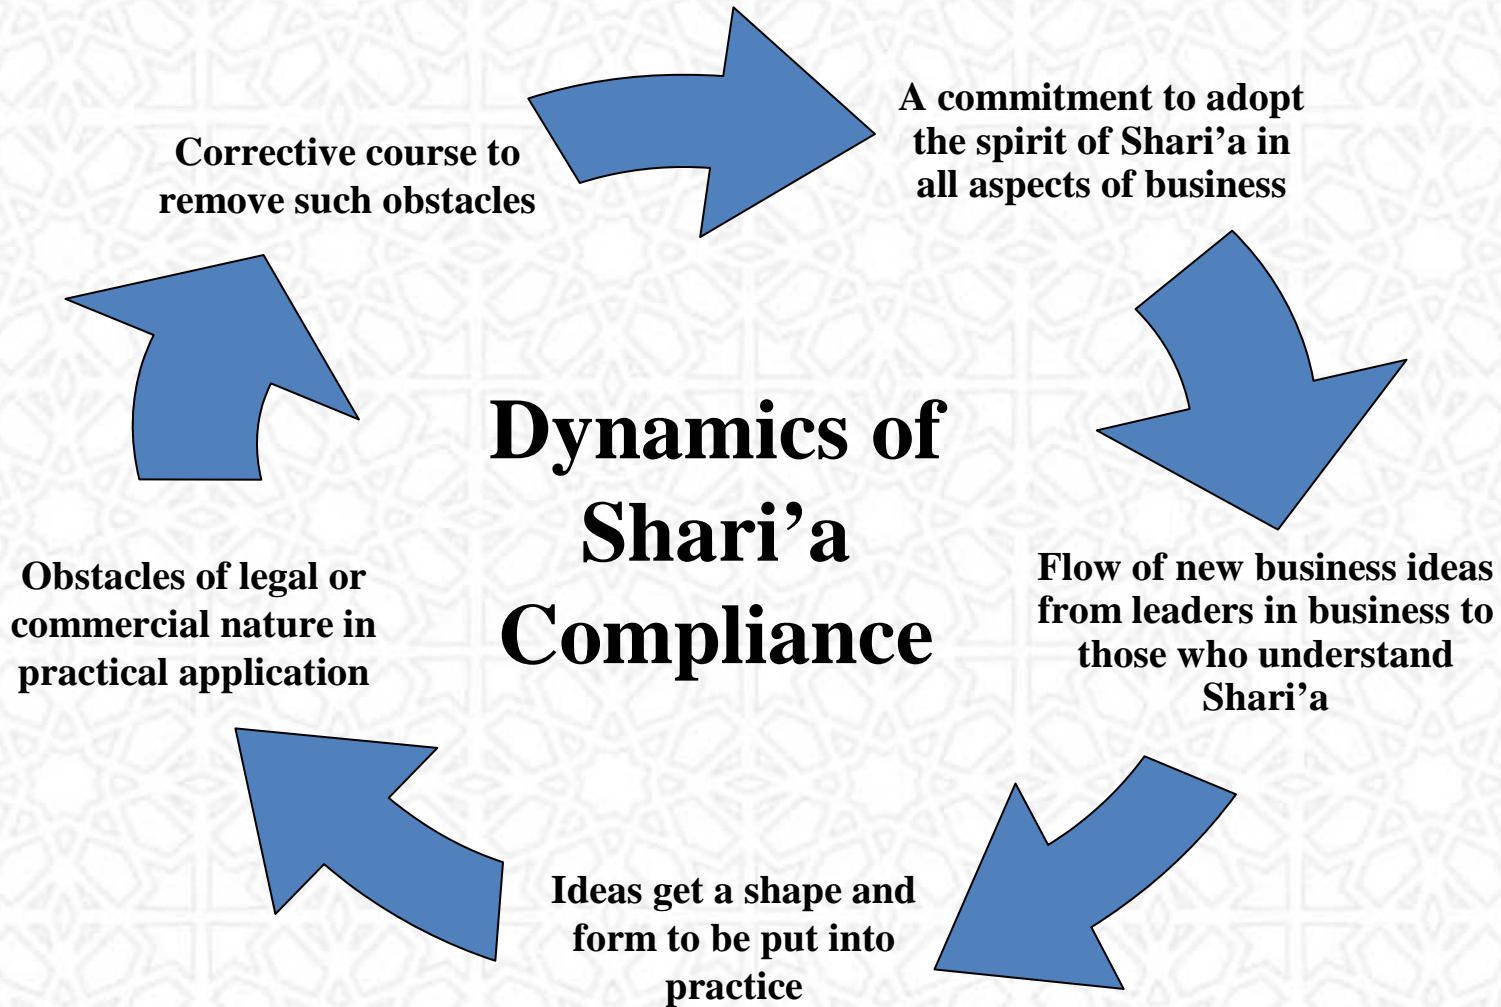 A commitment to adopt
the spirit of Shari’a in
all aspects of business
Corrective course to
remove such obstacles
Dynamics of
Shari’a
Compliance
Flow of new business ideas
from leaders in business to
those who understand
Shari’a
Obstacles of legal or
commercial nature in
practical application
Ideas get a shape and
form to be put into
practice